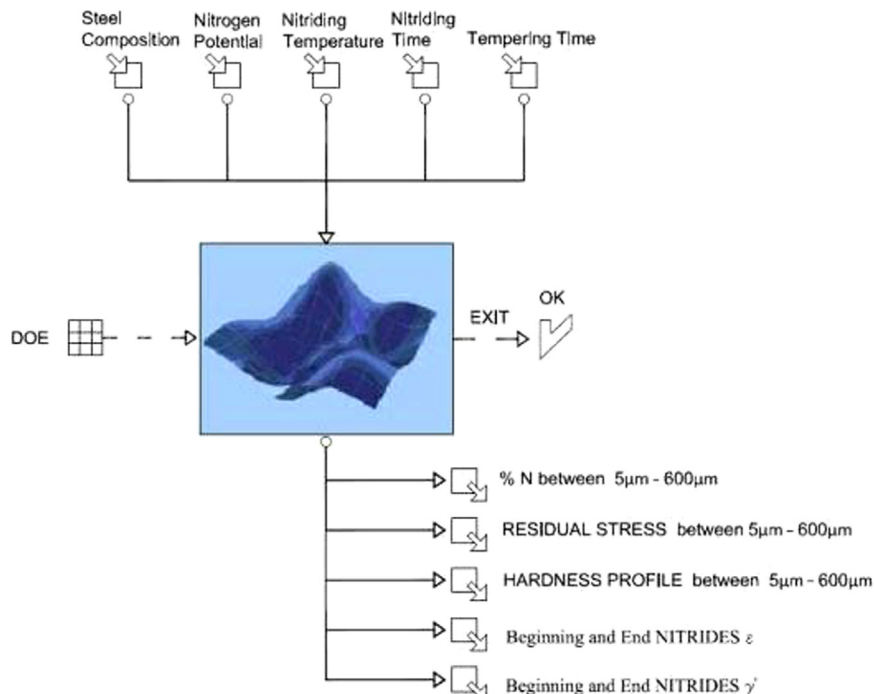 Steel
Composition
Nitrogen
Potential
Nitriding
Temperature
Nitriding
Time
Tempering Time
DOE
EXIT
OK
% N between 5μm - 600μm
RESIDUAL STRESS between 5μm - 600μm
HARDNESS PROFILE between 5μm - 600μm
Beginning and End NITRIDES ε
Beginning and End NITRIDES γ'